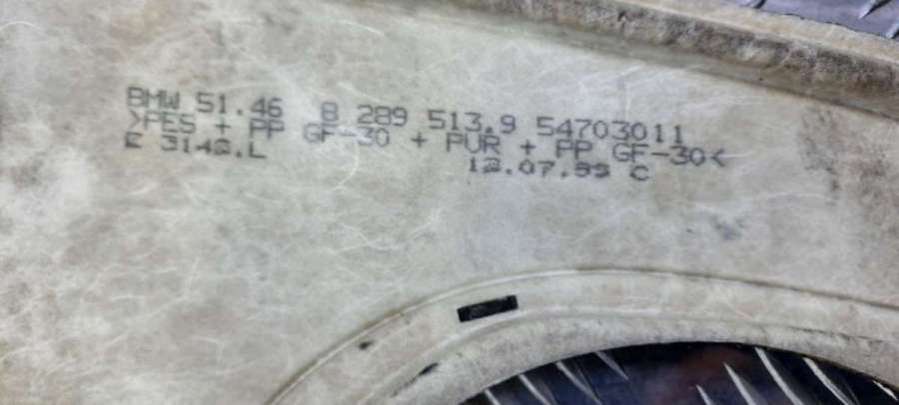 BMW 51.46 8 289 513.9 54703011
>PES + PP GF-30 + PUR + PP GF-30<
E 3148.L
12.07.99 C